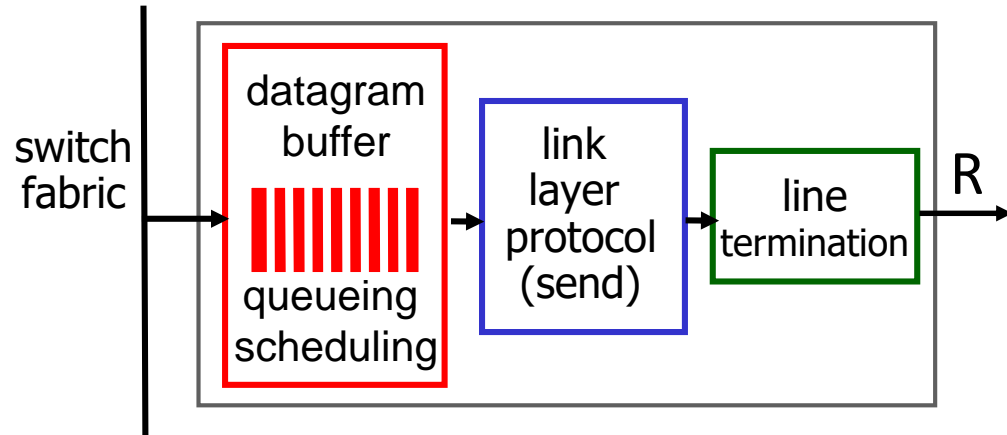 switch
fabric
datagram
buffer
queueing
scheduling
link
layer
protocol
(send)
line
termination
R